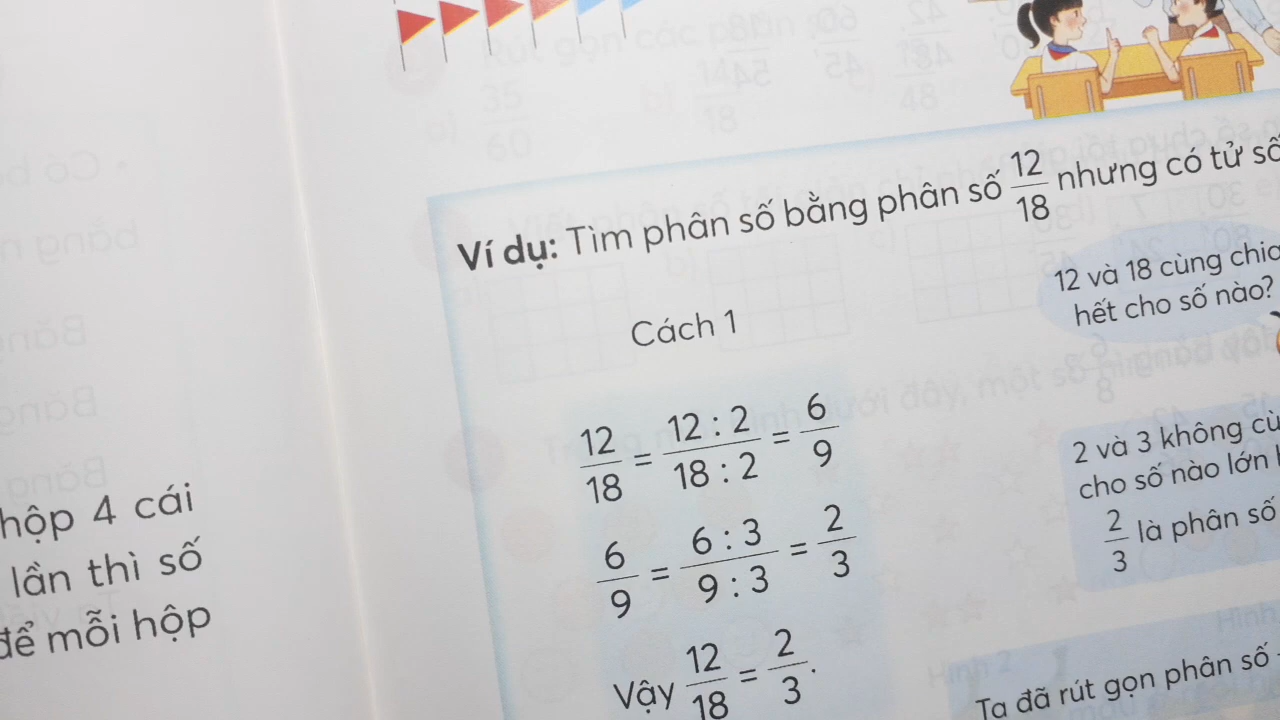 hộp 4 cái
lần thì số
để mỗi hộp
Ví dụ: Tìm phân số bằng phân số 12/18 nhưng có tử số
12 và 18 cùng chia
hết cho số nào?
Cách 1
12/18 = 12 : 2/18 : 2 = 6/9
6/9 = 6 : 3/9 : 3 = 2/3
Vậy 12/18 = 2/3.
2 và 3 không
cho số nào lớn
2/3 là phân số
Ta đã rút gọn phân số